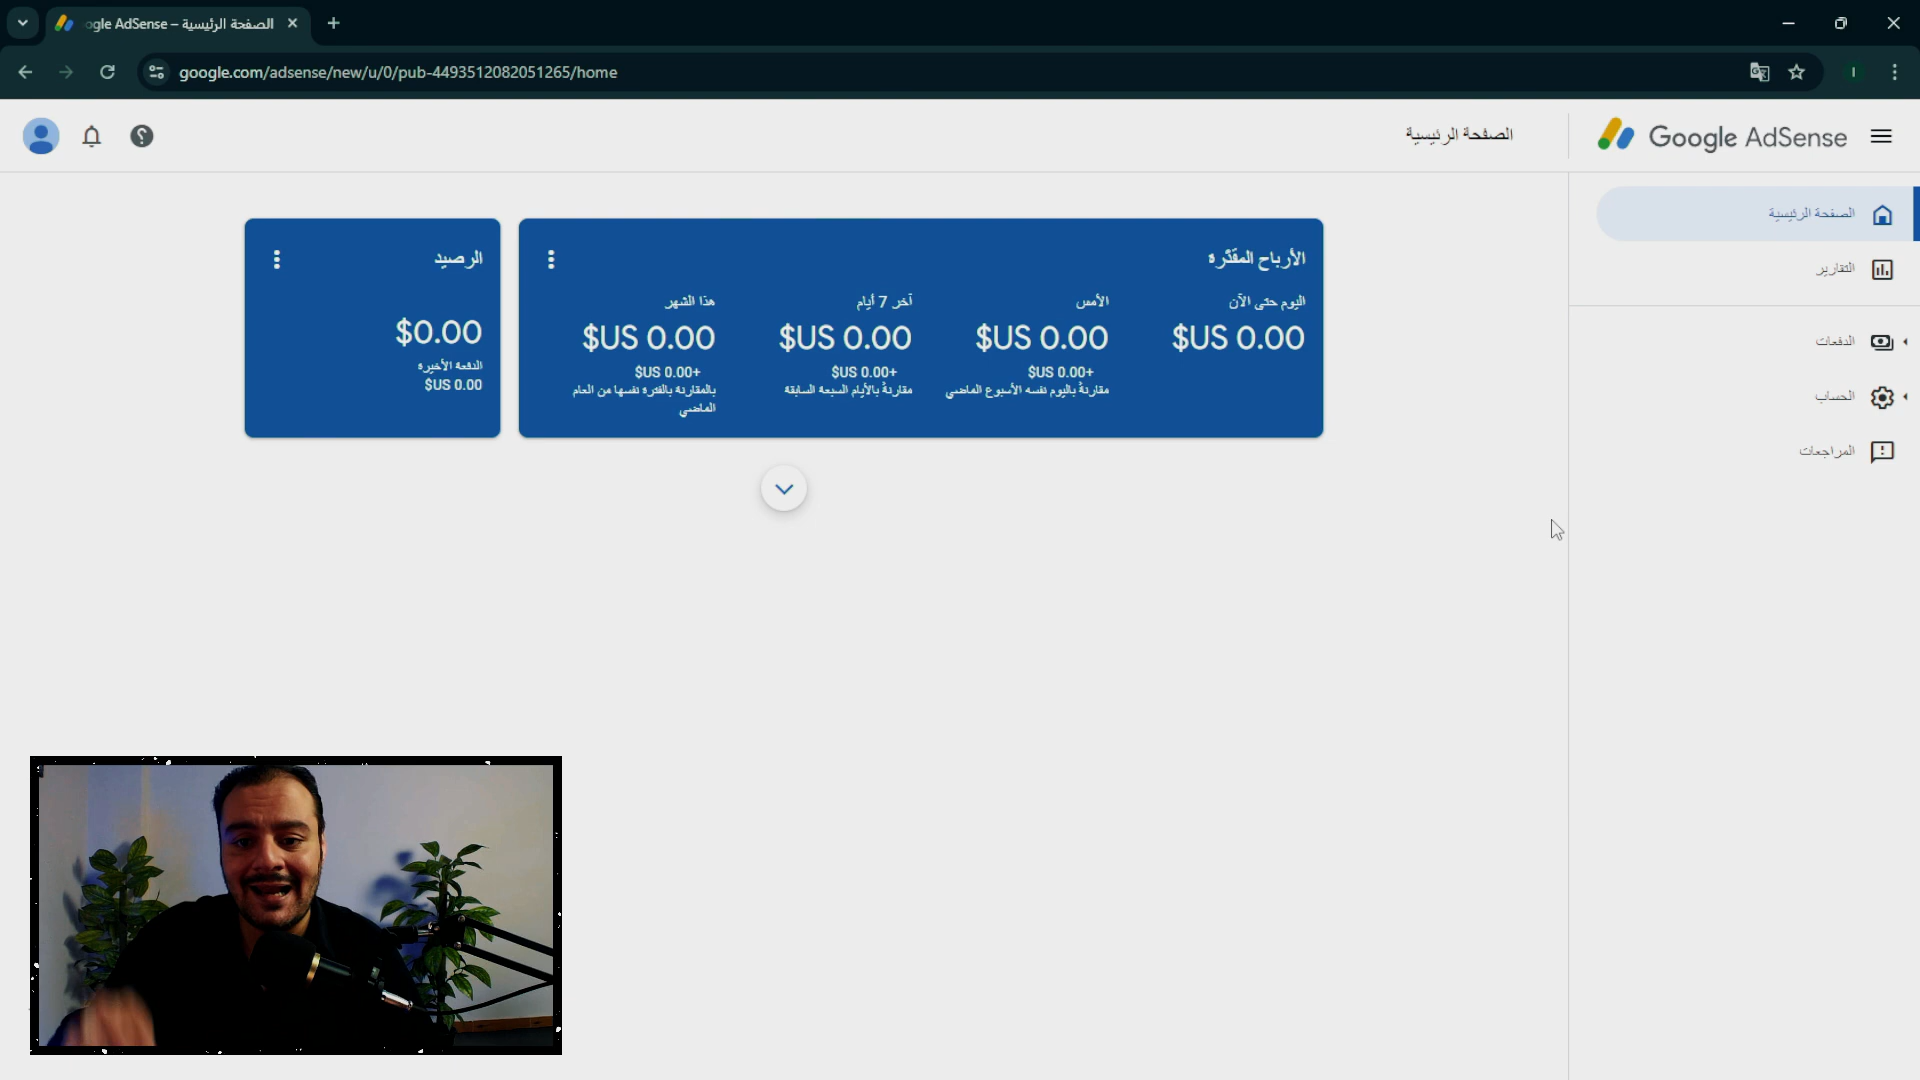 ogle AdSense – الصفحة الرئيسية
google.com/adsense/new/u/0/pub-4493512082051265/home
I
Google AdSense
الصفحة الرئيسية
الصفحة الرئيسية
التقارير
الدفعات
الحساب
المراجعات
الأرباح المقدّرة
اليوم حتى الآن
$US 0.00
الأمس
$US 0.00
+$US 0.00
مقارنةً باليوم نفسه الأسبوع الماضي
آخر 7 أيام
$US 0.00
+$US 0.00
مقارنةً بالأيام السبعة السابقة
هذا الشهر
$US 0.00
+$US 0.00
بالمقارنة بالفترة نفسها من العام
الماضي
الرصيد
$0.00
الدفعة الأخيرة
$US 0.00